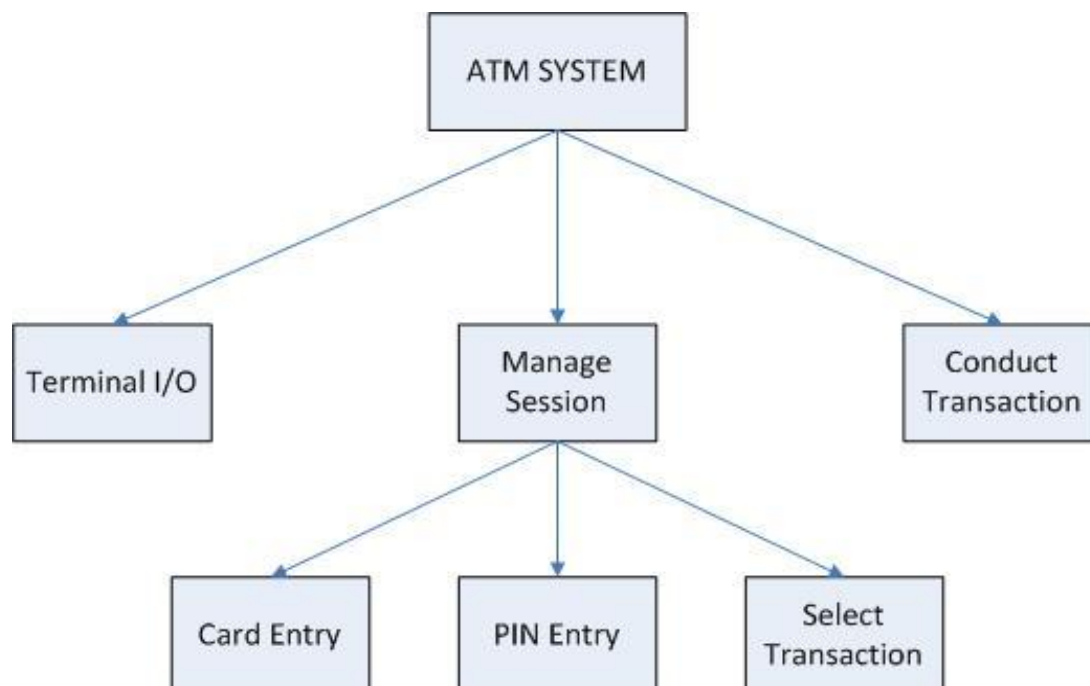 ATM SYSTEM
Terminal I/O
Manage
Session
Conduct
Transaction
Card Entry
PIN Entry
Select
Transaction